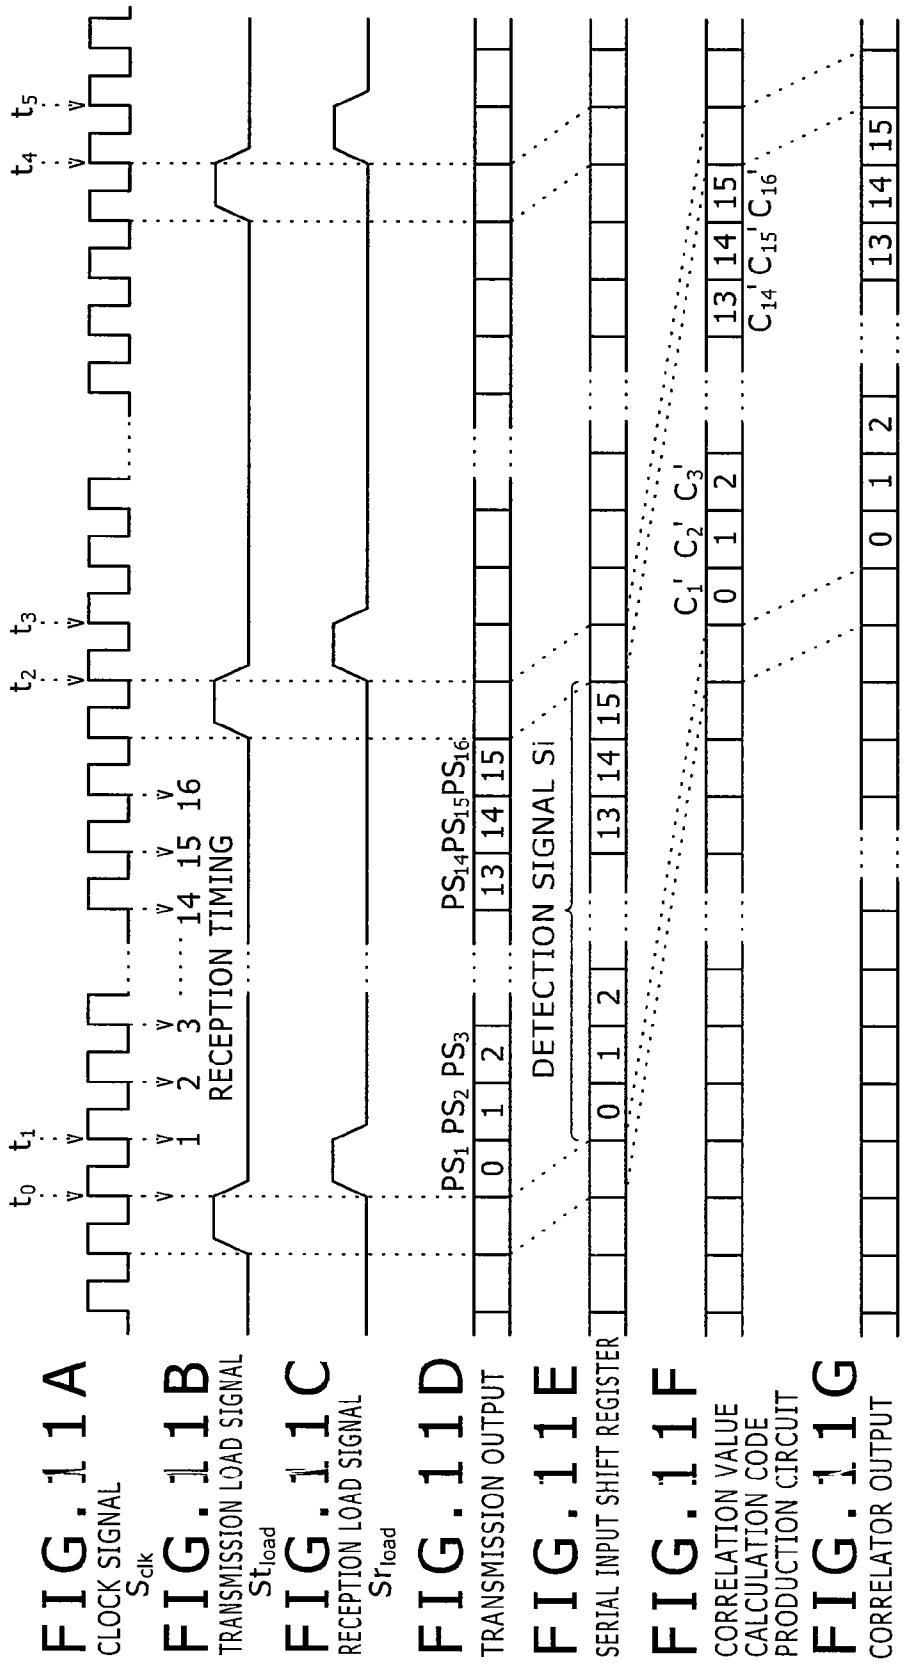 FIG.11A
CLOCK SIGNAL
Sclk
t0 t1 t2 t3 t4 t5
FIG.11B
TRANSMISSION LOAD SIGNAL
Stload
1 2 3 ...... 14 15 16
RECEPTION TIMING
FIG.11C
RECEPTION LOAD SIGNAL
Srload
FIG.11D
TRANSMISSION OUTPUT
PS1 PS2 PS3 PS14 PS15 PS16
0 1 2 13 14 15
FIG.11E
SERIAL INPUT SHIFT REGISTER
DETECTION SIGNAL Si
0 1 2 13 14 15
FIG.11F
CORRELATION VALUE
CALCULATION CODE
PRODUCTION CIRCUIT
C1' C2' C3'
0 1 2 13 14 15
C14' C15' C16'
FIG.11G
CORRELATOR OUTPUT
0 1 2 13 14 15